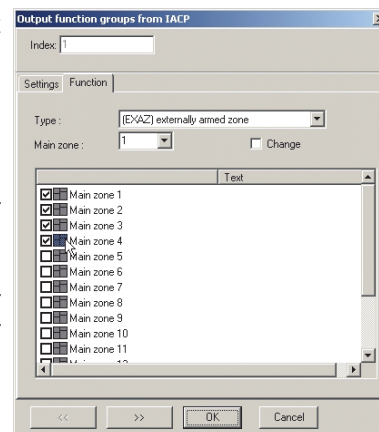 Output function groups from IACP
Index: 1
Settings Function
Type : (EXAZ) externally armed zone
Main zone : 1 Change
Text
Main zone 1
Main zone 2
Main zone 3
Main zone 4
Main zone 5
Main zone 6
Main zone 7
Main zone 8
Main zone 9
Main zone 10
Main zone 11
<< >> OK Cancel